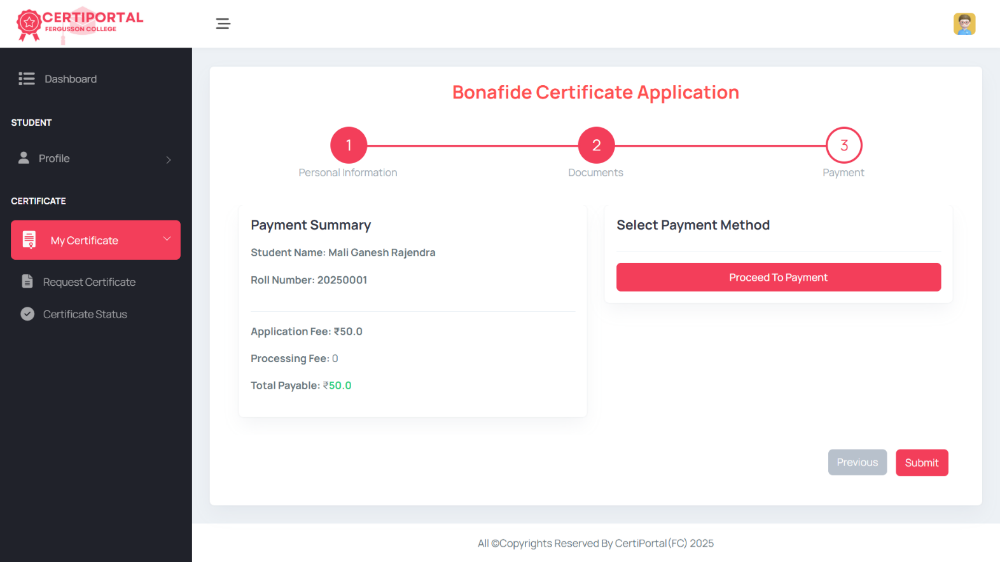 CERTIPORTAL
FERGUSSON COLLEGE
Dashboard
STUDENT
Profile
CERTIFICATE
My Certificate
Request Certificate
Certificate Status
Bonafide Certificate Application
1
2
3
Personal Information
Documents
Payment
Payment Summary
Student Name: Mali Ganesh Rajendra
Roll Number: 20250001
Application Fee: ₹50.0
Processing Fee: 0
Total Payable: ₹50.0
Select Payment Method
Proceed To Payment
Previous
Submit
All ©Copyrights Reserved By CertiPortal(FC) 2025